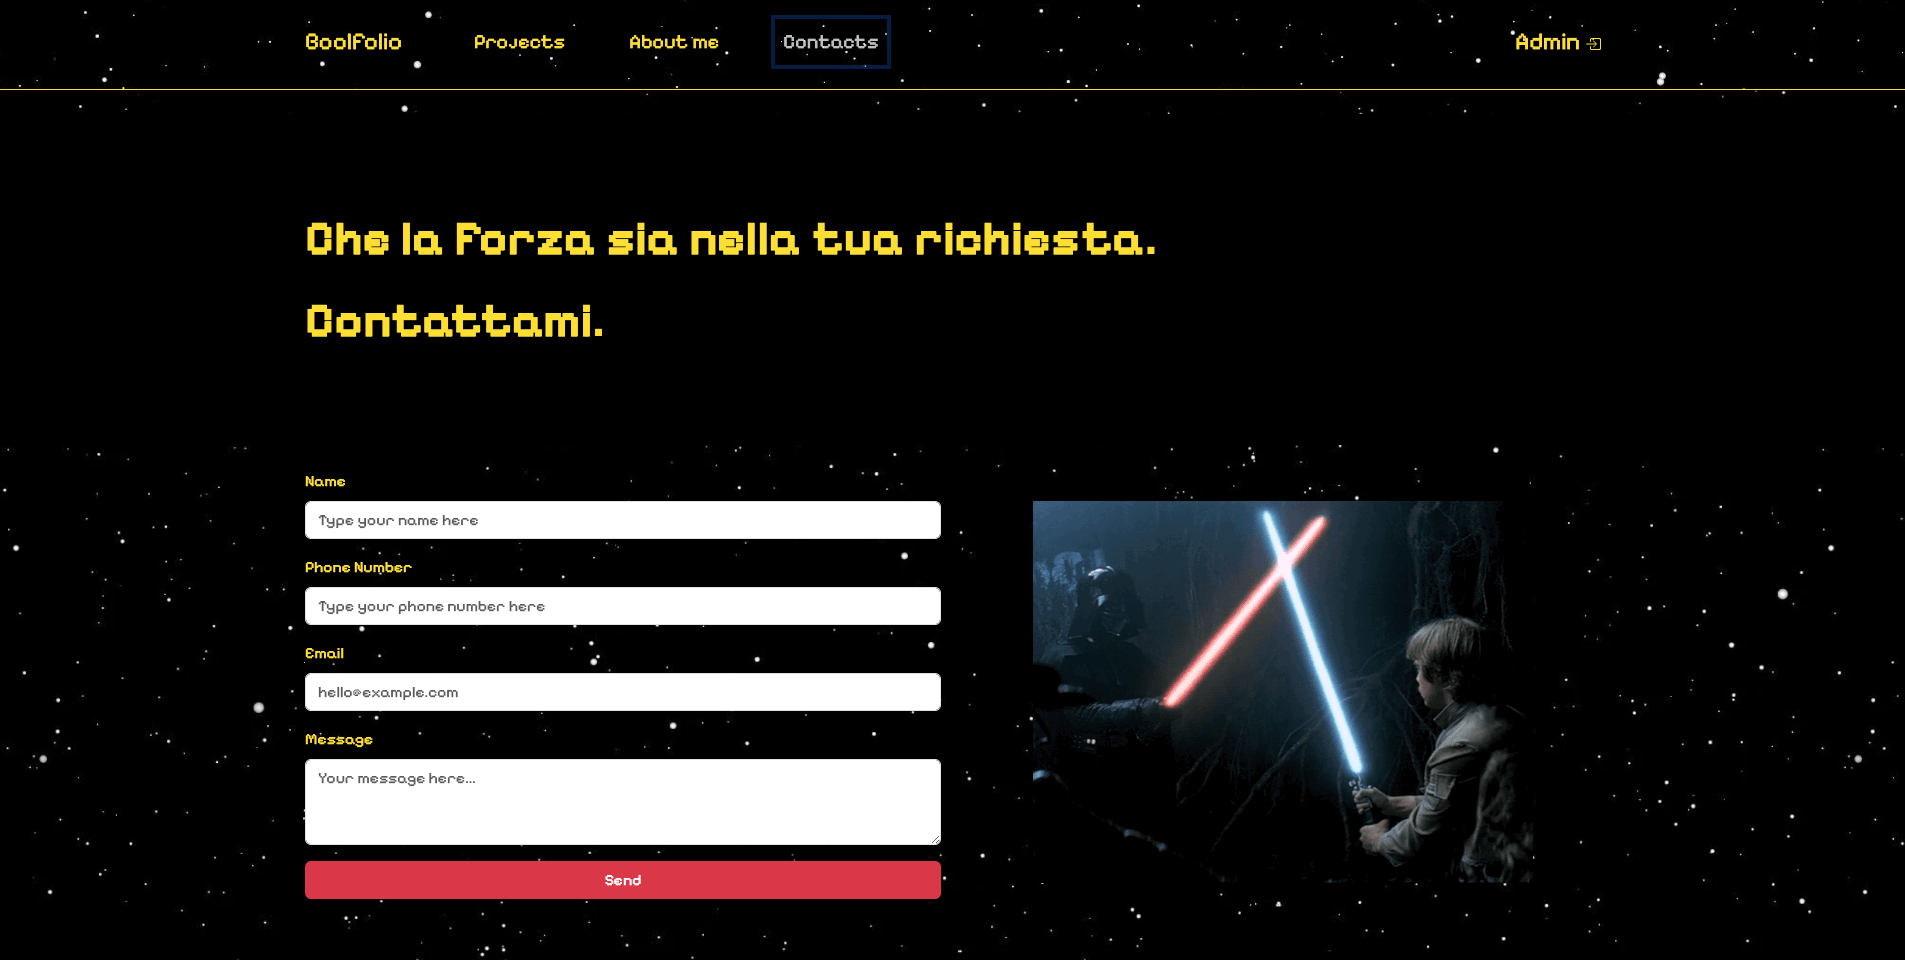 Boolfolio Projects About me Contacts Admin
Che la Forza sia nella tua richiesta.
Contattami.
Name
Type your name here
Phone Number
Type your phone number here
Email
hello@example.com
Message
Your message here...
Send